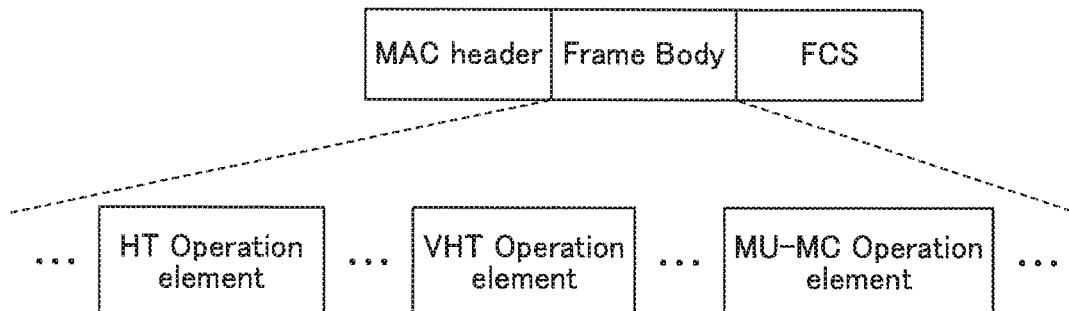 MAC header Frame Body FCS
... HT Operation ... VHT Operation ... MU-MC Operation ...
element element element